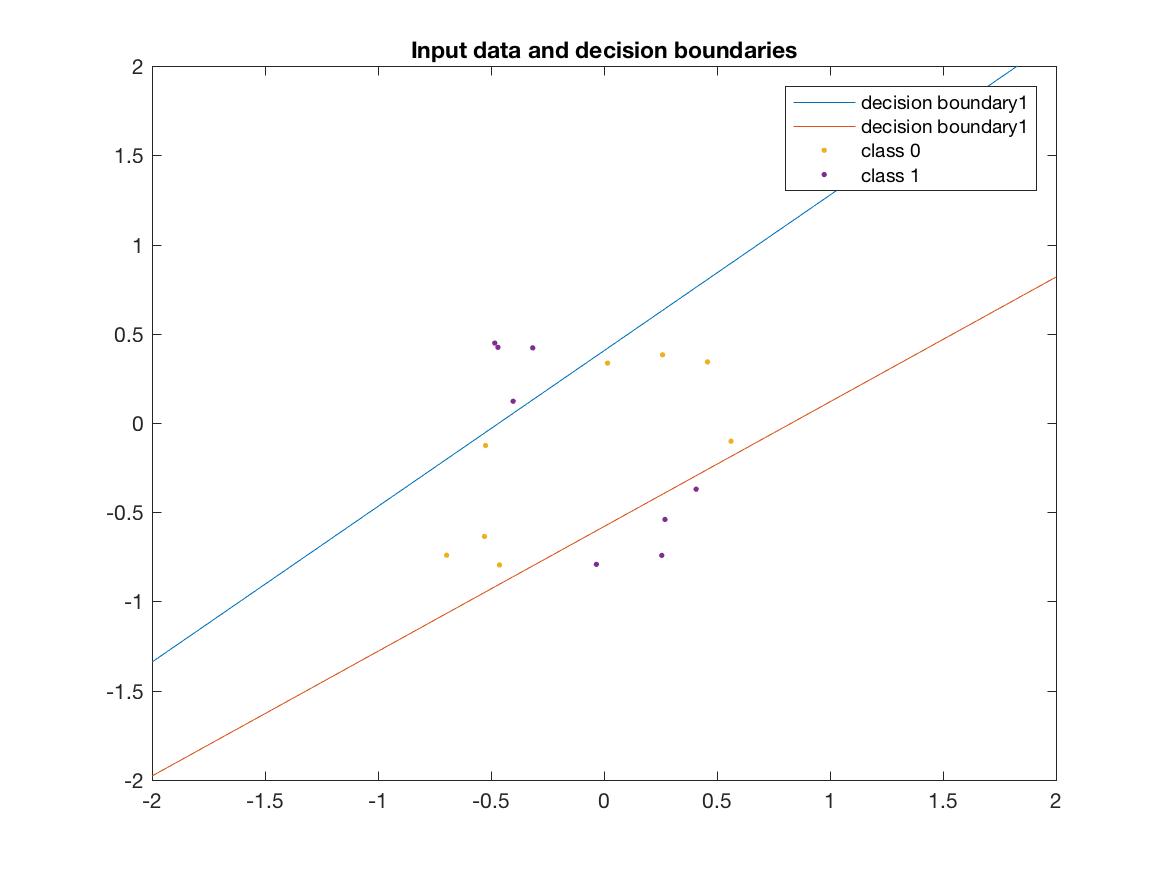 Input data and decision boundaries
decision boundary1
decision boundary1
class 0
class 1
2
1.5
1
0.5
0
-0.5
-1
-1.5
-2
-2 -1.5 -1 -0.5 0 0.5 1 1.5 2